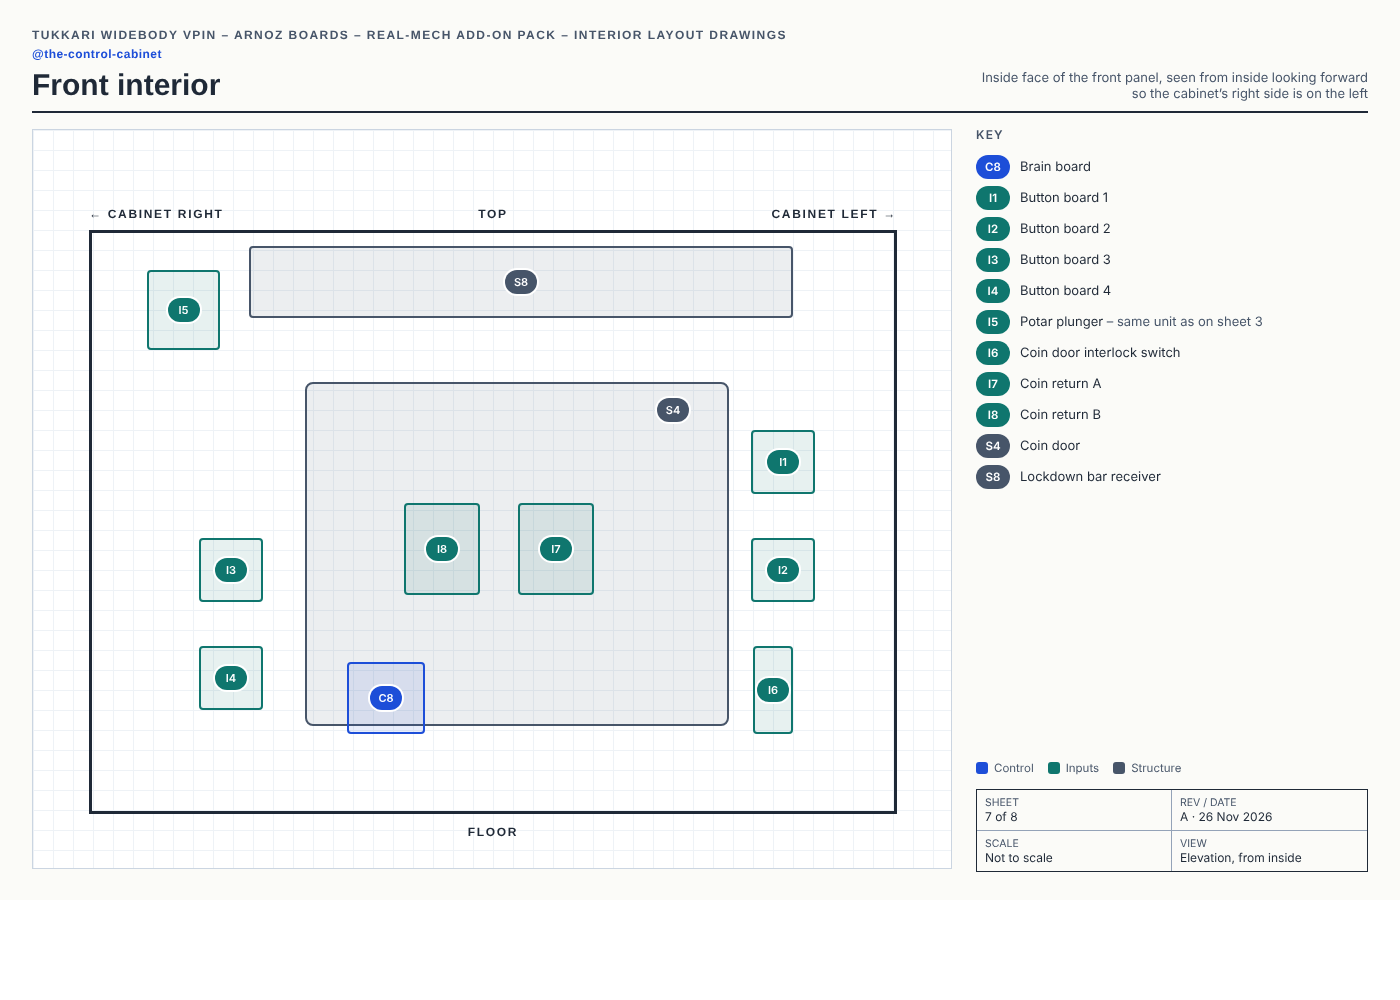 TUKKARI WIDEBODY VPIN – ARNOZ BOARDS – REAL-MECH ADD-ON PACK – INTERIOR LAYOUT DRAWINGS
@the-control-cabinet
Front interior
Inside face of the front panel, seen from inside looking forward
so the cabinet’s right side is on the left
← CABINET RIGHT
TOP
CABINET LEFT →
S8
I5
S4
I1
I8
I7
I3
I2
I4
C8
I6
FLOOR
KEY
C8 Brain board
I1 Button board 1
I2 Button board 2
I3 Button board 3
I4 Button board 4
I5 Potar plunger – same unit as on sheet 3
I6 Coin door interlock switch
I7 Coin return A
I8 Coin return B
S4 Coin door
S8 Lockdown bar receiver
Control Inputs Structure
SHEET
7 of 8
REV / DATE
A · 26 Nov 2026
SCALE
Not to scale
VIEW
Elevation, from inside